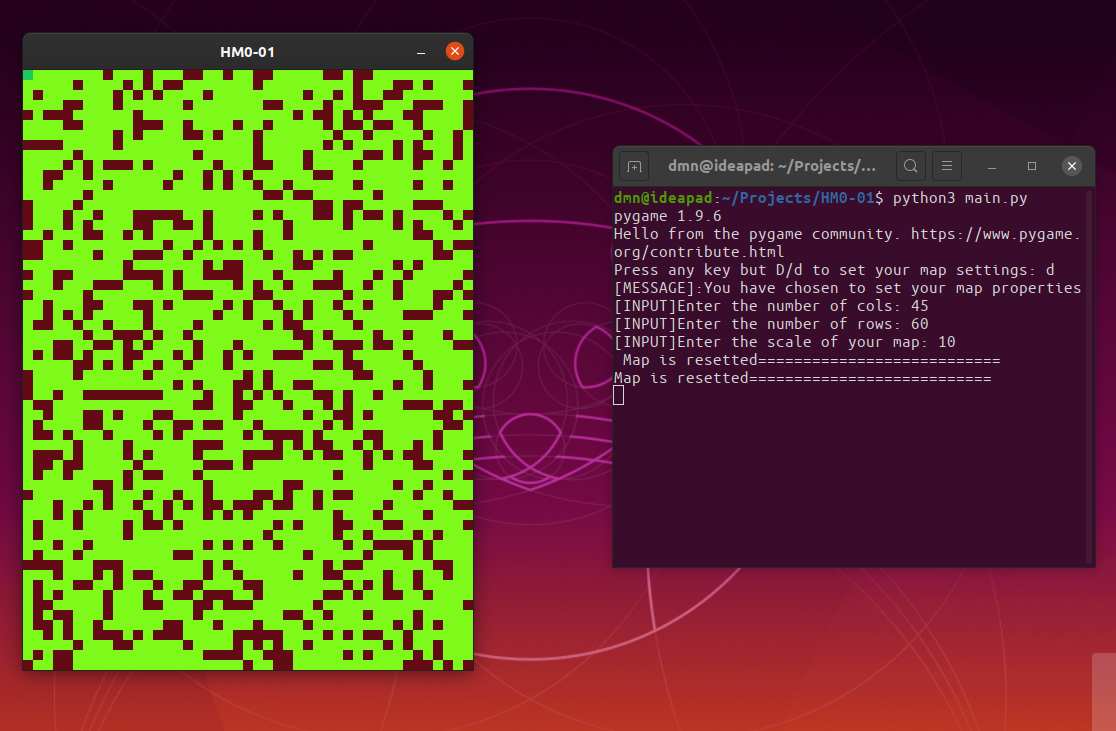 HM0-01
dmn@ideapad: ~/Projects/...
dmn@ideapad:~/Projects/HM0-01$ python3 main.py
pygame 1.9.6
Hello from the pygame community. https://www.pygame.
org/contribute.html
Press any key but D/d to set your map settings: d
[MESSAGE]:You have chosen to set your map properties
[INPUT]Enter the number of cols: 45
[INPUT]Enter the number of rows: 60
[INPUT]Enter the scale of your map: 10
 Map is resetted===========================
Map is resetted===========================